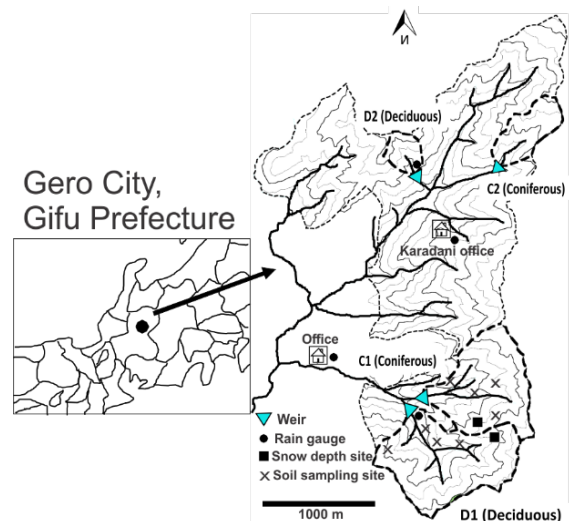 N
D2 (Deciduous)
C2 (Coniferous)
Gero City,
Gifu Prefecture
Karadani office
Office
C1 (Coniferous)
Weir
Rain gauge
Snow depth site
Soil sampling site
1000 m
D1 (Deciduous)